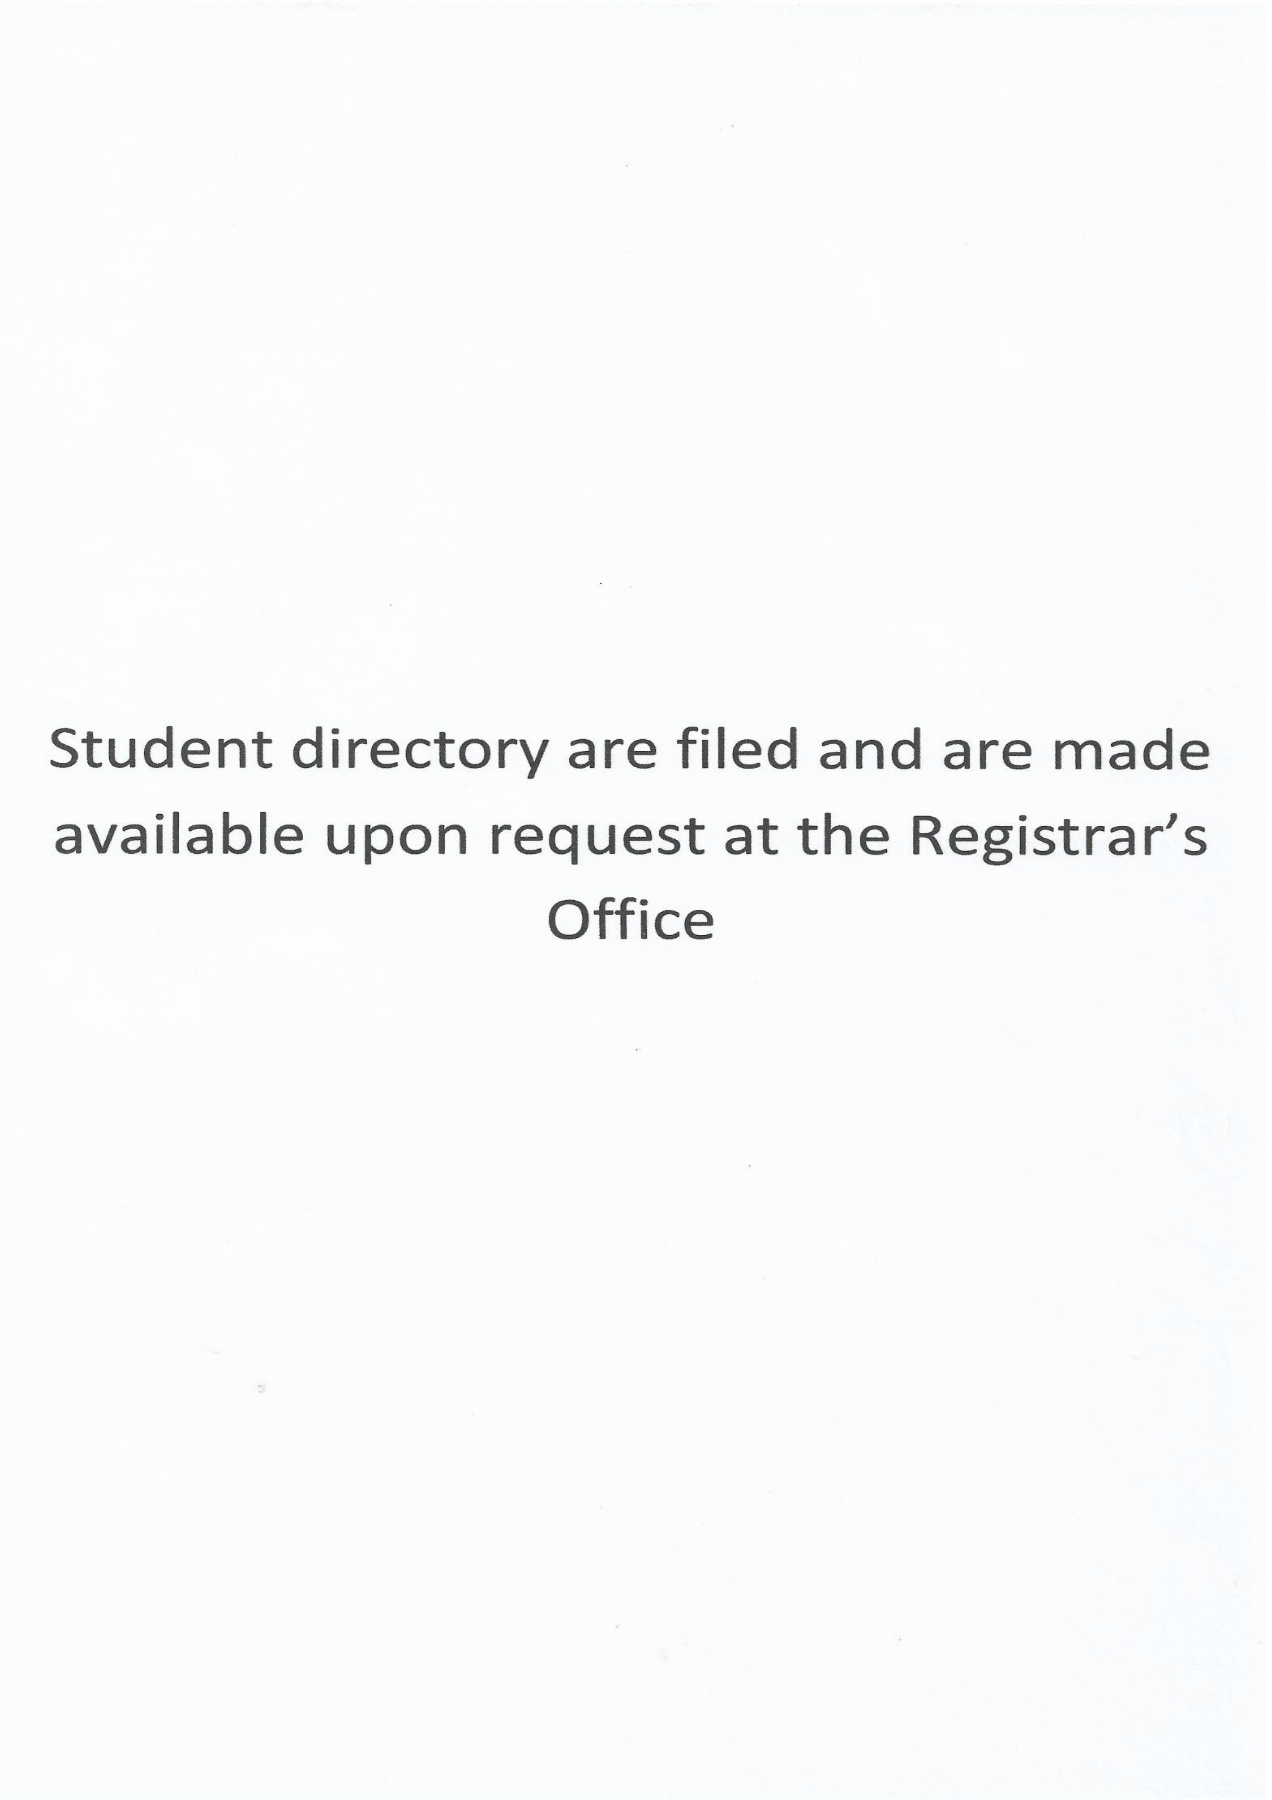 Student directory are filed and are made
available upon request at the Registrar’s
Office